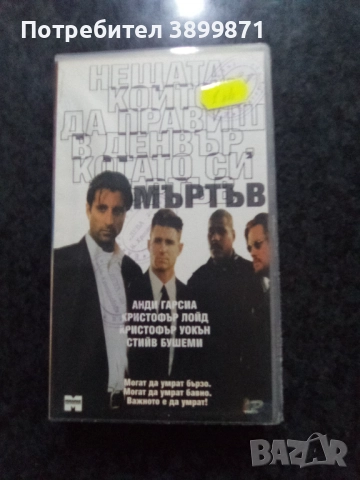 Потребител 3899871
НЕЩАТА,
КОИТО
ДА ПРАВИШ
В ДЕНВЪР,
КОГАТО СИ
МЪРТЪВ
АНДИ ГАРСИА
КРИСТОФЪР ЛОЙД
КРИСТОФЪР УОКЪН
СТИЙВ БУШЕМИ
Могат да умрат бързо.
Могат да умрат бавно.
Важното е да умрат!
BAZAR